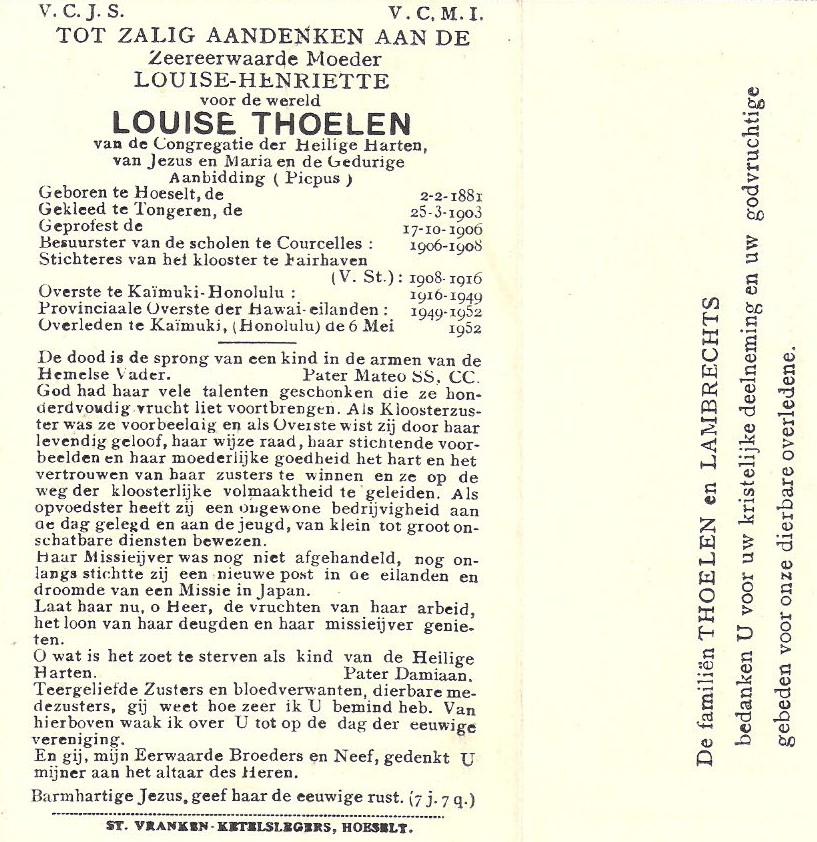 V. C. J. S. V. C. M. I.
TOT ZALIG AANDENKEN AAN DE
Zeereerwaarde Moeder
LOUISE-HENRIETTE
voor de wereld
LOUISE THOELEN
van de Congregatie der Heilige Harten,
van Jezus en Maria en de Gedurige
Aanbidding ( Picpus )
Geboren te Hoeselt, de 2-2-1881
Gekleed te Tongeren, de 25-3-1903
Geprofest de 17-10-1906
Besuurster van de scholen te Courcelles : 1906-1908
Stichteres van het klooster te Fairhaven
(V. St.) : 1908-1916
Overste te Kaïmuki-Honolulu : 1916-1949
Provinciaale Overste der Hawai-eilanden : 1949-1952
Overleden te Kaïmuki, (Honolulu) de 6 Mei 1952
De dood is de sprong van een kind in de armen van de
Hemelse Vader. Pater Mateo SS. CC.
God had haar vele talenten geschonken die ze hon-
derdvoudig vrucht liet voortbrengen. Als Kloosterzus-
ter was ze voorbeeldig en als Overste wist zij door haar
levendig geloof, haar wijze raad, haar stichtende voor-
beelden en haar moederlijke goedheid het hart en het
vertrouwen van haar zusters te winnen en ze op de
weg der kloosterlijke volmaaktheid te geleiden. Als
opvoedster heeft zij een ongewone bedrijvigheid aan
de dag gelegd en aan de jeugd, van klein tot groot on-
schatbare diensten bewezen.
Haar Missieijver was nog niet afgehandeld, nog on-
langs stichtte zij een nieuwe post in de eilanden en
droomde van een Missie in Japan.
Laat haar nu, o Heer, de vruchten van haar arbeid,
het loon van haar deugden en haar missieijver genie-
ten.
O wat is het zoet te sterven als kind van de Heilige
Harten. Pater Damiaan.
Teergeliefde Zusters en bloedverwanten, dierbare me-
dezusters, gij weet hoe zeer ik U bemind heb. Van
hierboven waak ik over U tot op de dag der eeuwige
vereniging.
En gij, mijn Eerwaarde Broeders en Neef, gedenkt U
mijner aan het altaar des Heren.
Barmhartige Jezus, geef haar de eeuwige rust. (7 j. 7 q.)
ST. VRANKEN-KETELSLEGERS, HOESELT.
De familiën THOELEN en LAMBRECHTS
bedanken U voor uw kristelijke deelneming en uw godvruchtige
gebeden voor onze dierbare overledene.